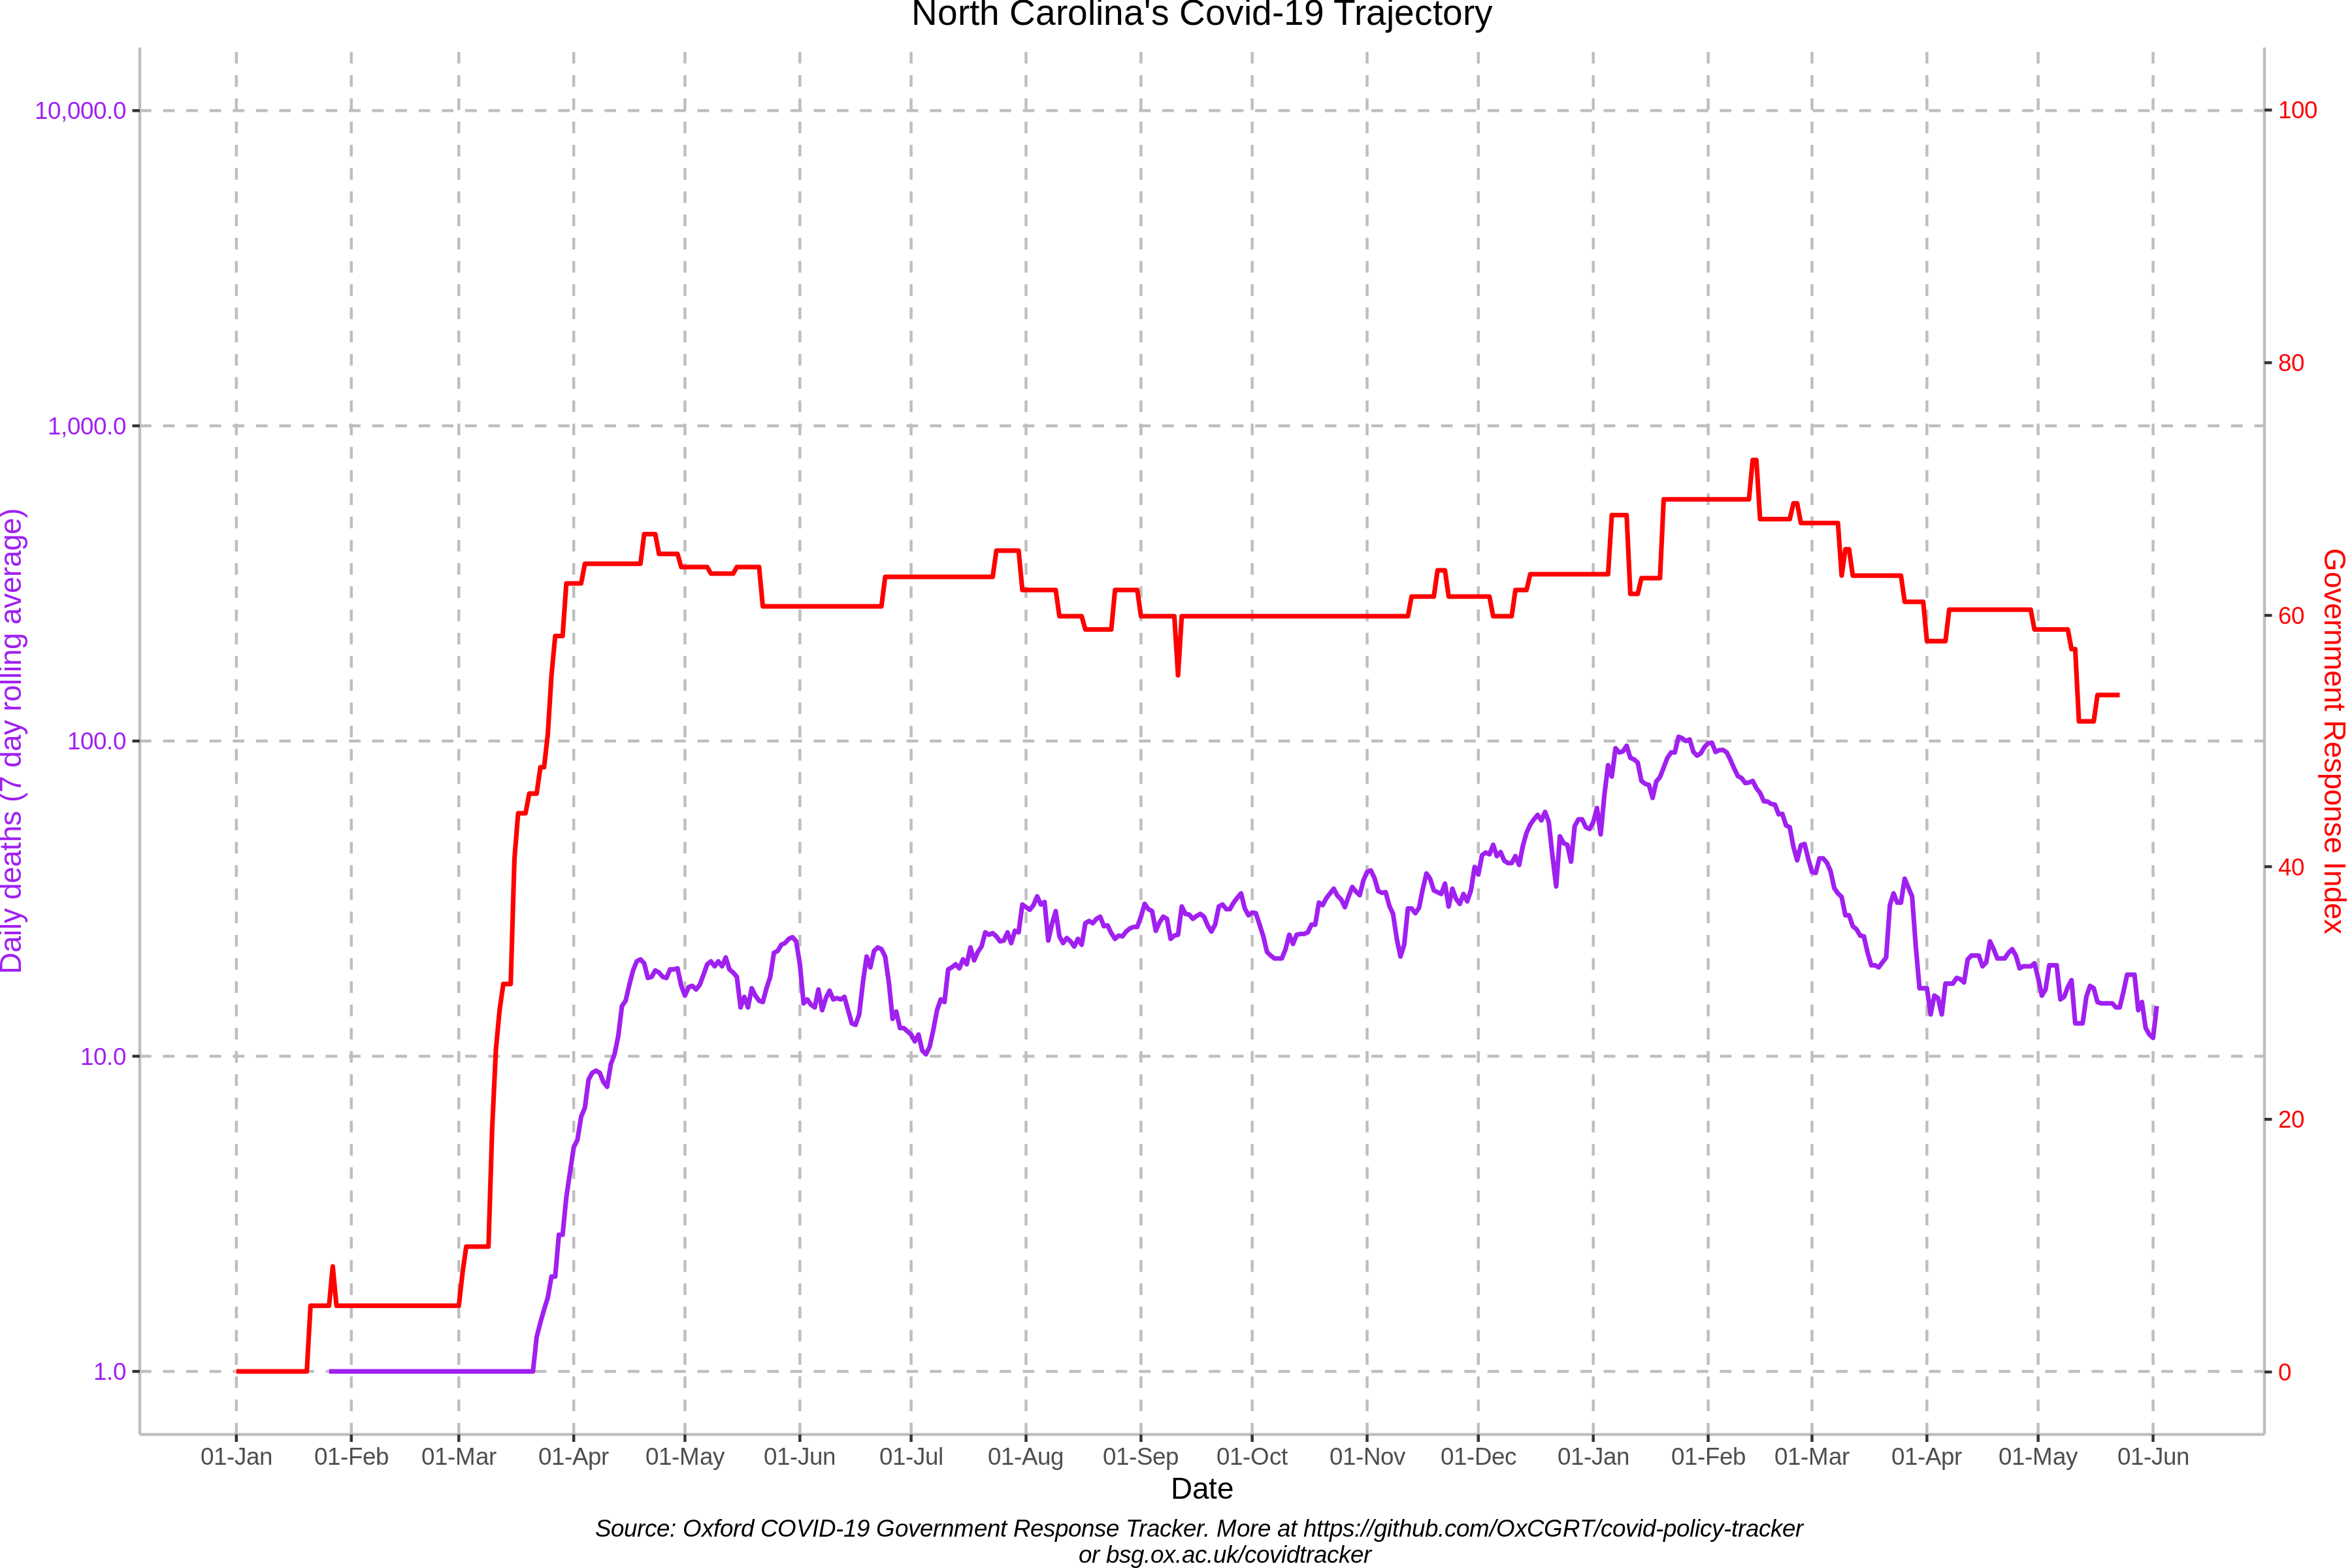 North Carolina's Covid-19 Trajectory
10,000.0
1,000.0
100.0
10.0
1.0
Daily deaths (7 day rolling average)
100
80
60
40
20
0
Government Response Index
01-Jan 01-Feb 01-Mar 01-Apr 01-May 01-Jun 01-Jul 01-Aug 01-Sep 01-Oct 01-Nov 01-Dec 01-Jan 01-Feb 01-Mar 01-Apr 01-May 01-Jun
Date
Source: Oxford COVID-19 Government Response Tracker. More at https://github.com/OxCGRT/covid-policy-tracker
or bsg.ox.ac.uk/covidtracker